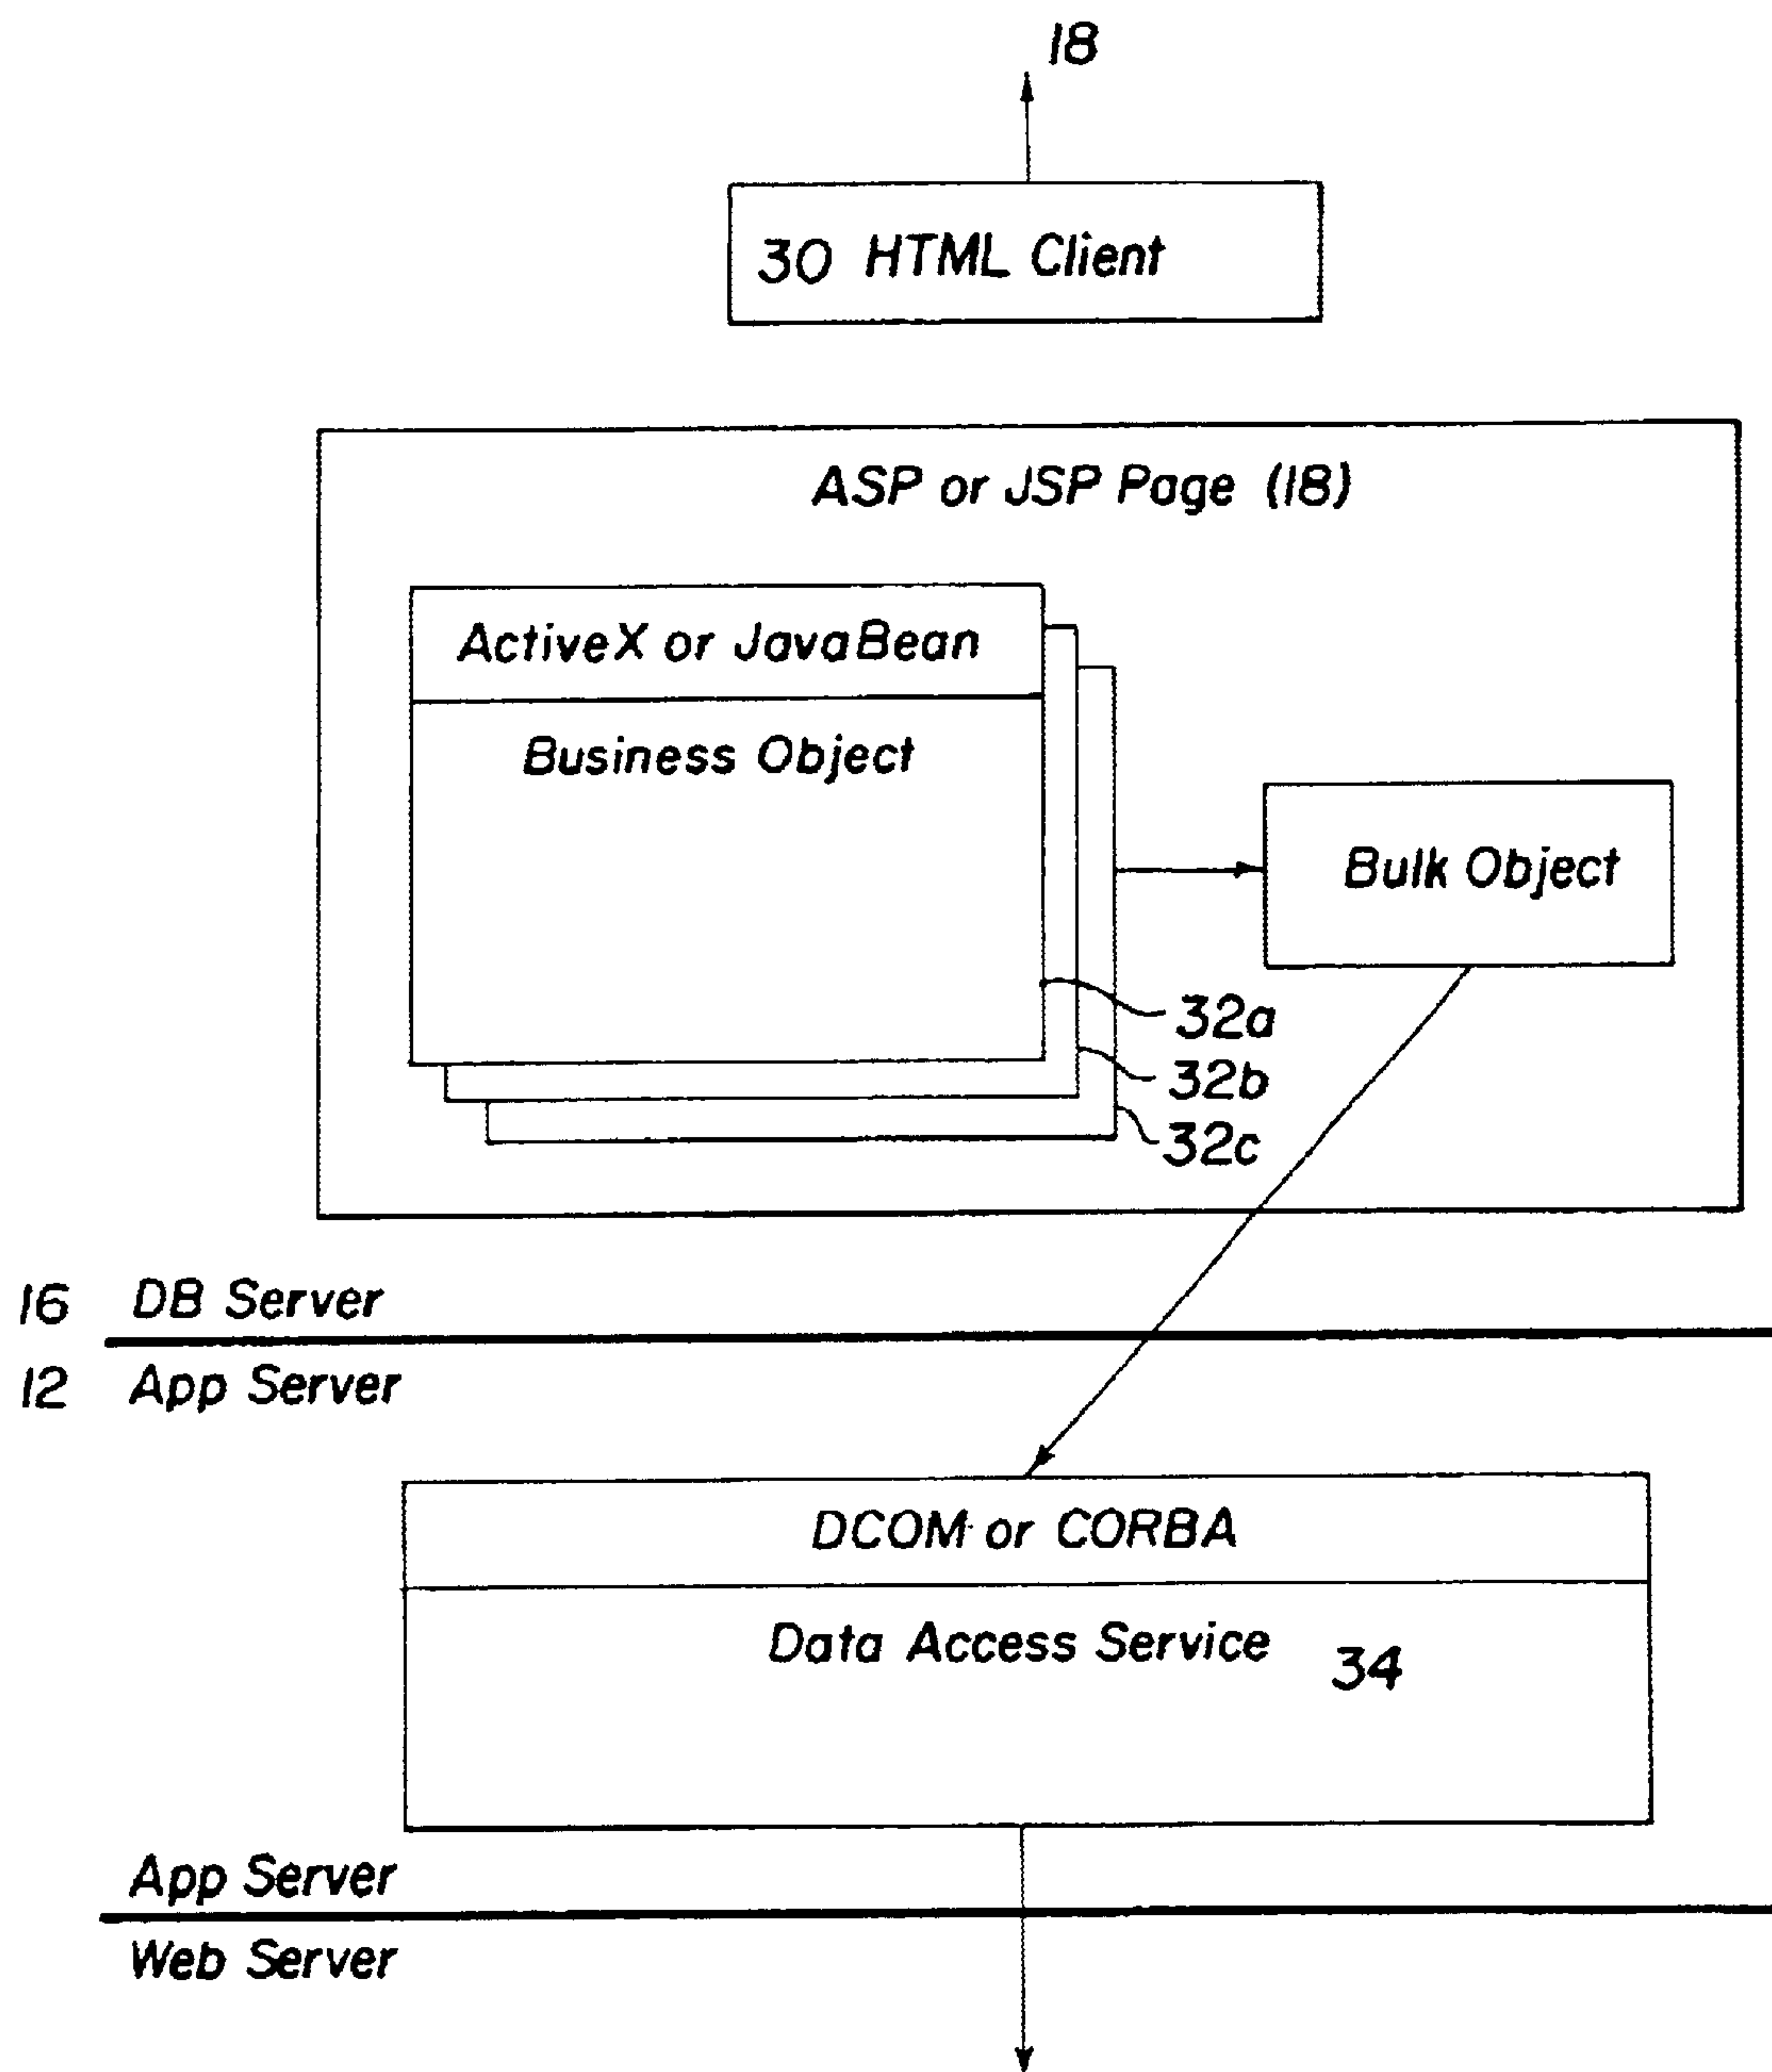 18
30 HTML Client
ASP or JSP Page (18)
ActiveX or JavaBean
Business Object
Bulk Object
32a
32b
32c
16 DB Server
12 App Server
DCOM or CORBA
Data Access Service 34
App Server
Web Server